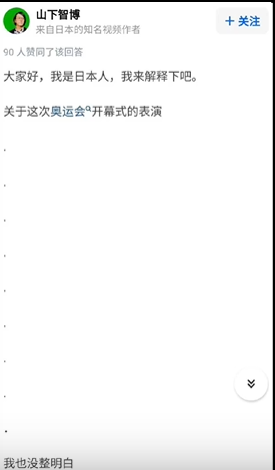 山下智博
来自日本的知名视频作者
+ 关注
90 人赞同了该回答
大家好，我是日本人，我来解释下吧。
关于这次奥运会开幕式的表演
.
.
.
.
.
.
.
.
.
我也没整明白